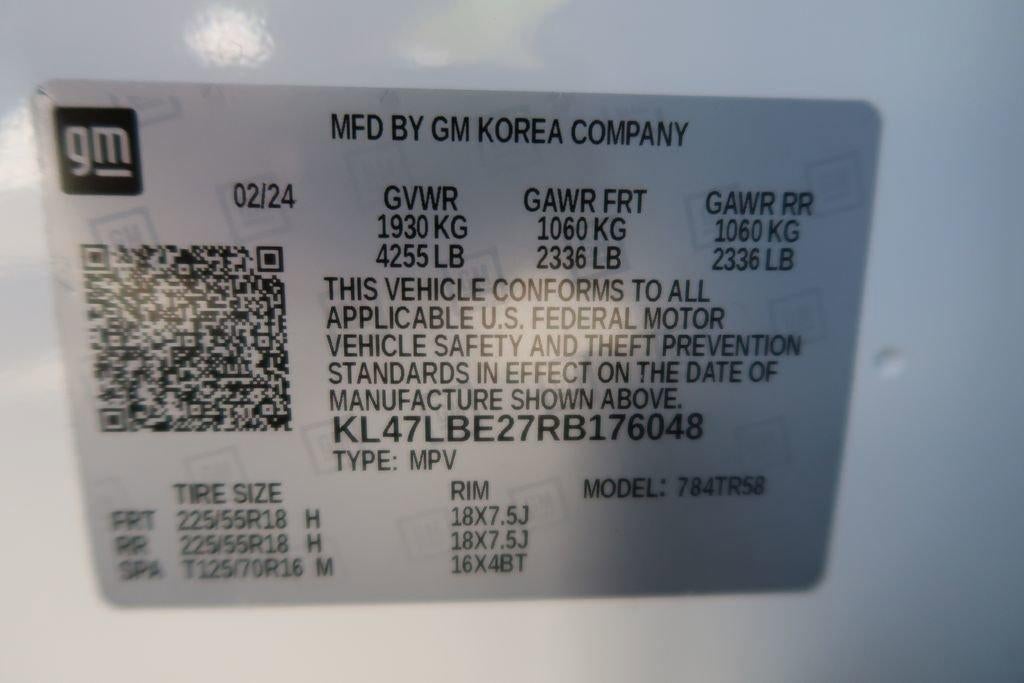 gm
MFD BY GM KOREA COMPANY
02/24 GVWR GAWR FRT GAWR RR
1930 KG 1060 KG 1060 KG
4255 LB 2336 LB 2336 LB
THIS VEHICLE CONFORMS TO ALL
APPLICABLE U.S. FEDERAL MOTOR
VEHICLE SAFETY AND THEFT PREVENTION
STANDARDS IN EFFECT ON THE DATE OF
MANUFACTURE SHOWN ABOVE.
KL47LBE27RB176048
TYPE: MPV
TIRE SIZE RIM MODEL: 784TR58
FRT 225/55R18 H 18X7.5J
RR 225/55R18 H 18X7.5J
SPA T125/70R16 M 16X4BT